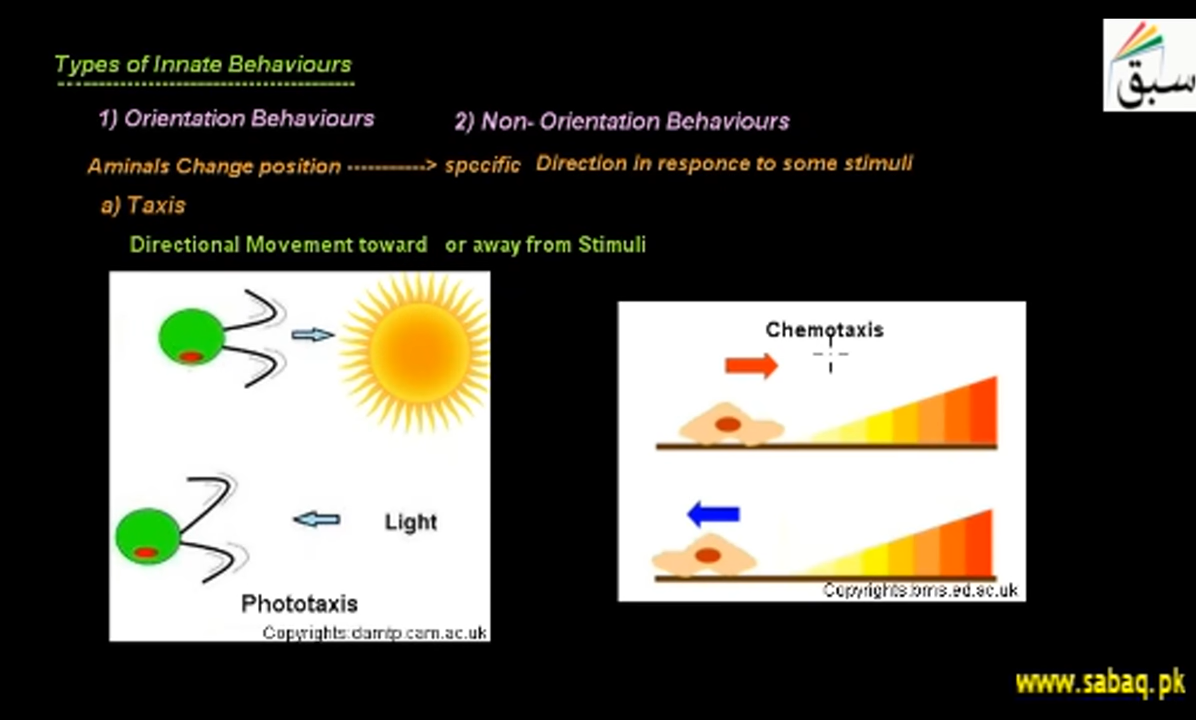 Types of Innate Behaviours
سبق
1) Orientation Behaviours
2) Non- Orientation Behaviours
Aminals Change position -----------> specific Direction in responce to some stimuli
a) Taxis
Directional Movement toward or away from Stimuli
Chemotaxis
Light
Phototaxis
Copyrights:damtp.cam.ac.uk
Copyrights:bms.ed.ac.uk
www.sabaq.pk